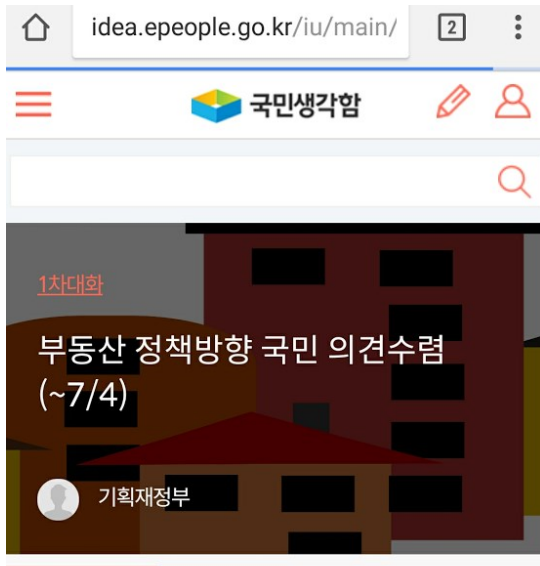 idea.epeople.go.kr/iu/main/
2
국민생각함
1차대화
부동산 정책방향 국민 의견수렴
(~7/4)
기획재정부